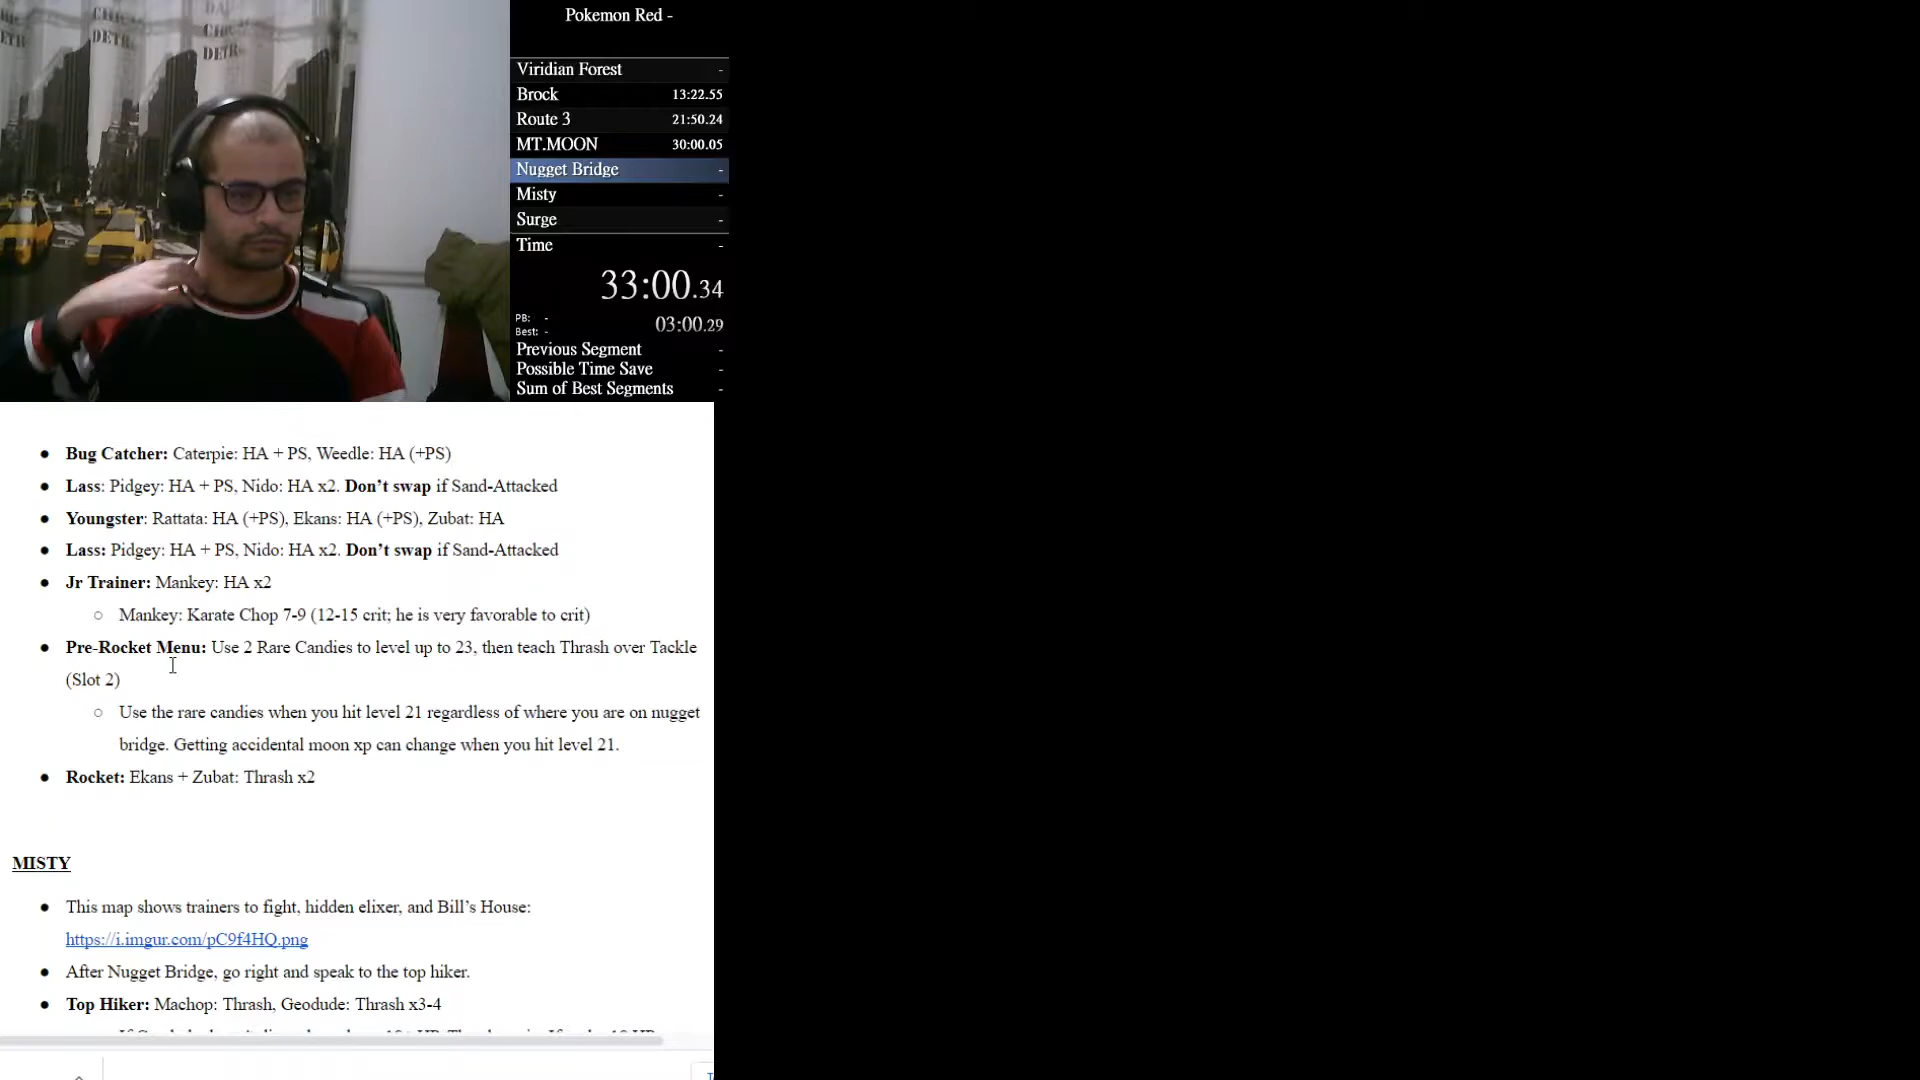 CHICAGO
DETR
DETR
Pokemon Red -
Viridian Forest -
Brock 13:22.55
Route 3 21:50.24
MT.MOON 30:00.05
Nugget Bridge -
Misty -
Surge -
Time -
33:00.34
PB: -
Best: -
03:00.29
Previous Segment -
Possible Time Save -
Sum of Best Segments -
● Bug Catcher: Caterpie: HA + PS, Weedle: HA (+PS)
● Lass: Pidgey: HA + PS, Nido: HA x2. Don't swap if Sand-Attacked
● Youngster: Rattata: HA (+PS), Ekans: HA (+PS), Zubat: HA
● Lass: Pidgey: HA + PS, Nido: HA x2. Don't swap if Sand-Attacked
● Jr Trainer: Mankey: HA x2
○ Mankey: Karate Chop 7-9 (12-15 crit; he is very favorable to crit)
● Pre-Rocket Menu: Use 2 Rare Candies to level up to 23, then teach Thrash over Tackle
(Slot 2)
○ Use the rare candies when you hit level 21 regardless of where you are on nugget
bridge. Getting accidental moon xp can change when you hit level 21.
● Rocket: Ekans + Zubat: Thrash x2
MISTY
● This map shows trainers to fight, hidden elixer, and Bill's House:
https://i.imgur.com/pC9f4HQ.png
● After Nugget Bridge, go right and speak to the top hiker.
● Top Hiker: Machop: Thrash, Geodude: Thrash x3-4